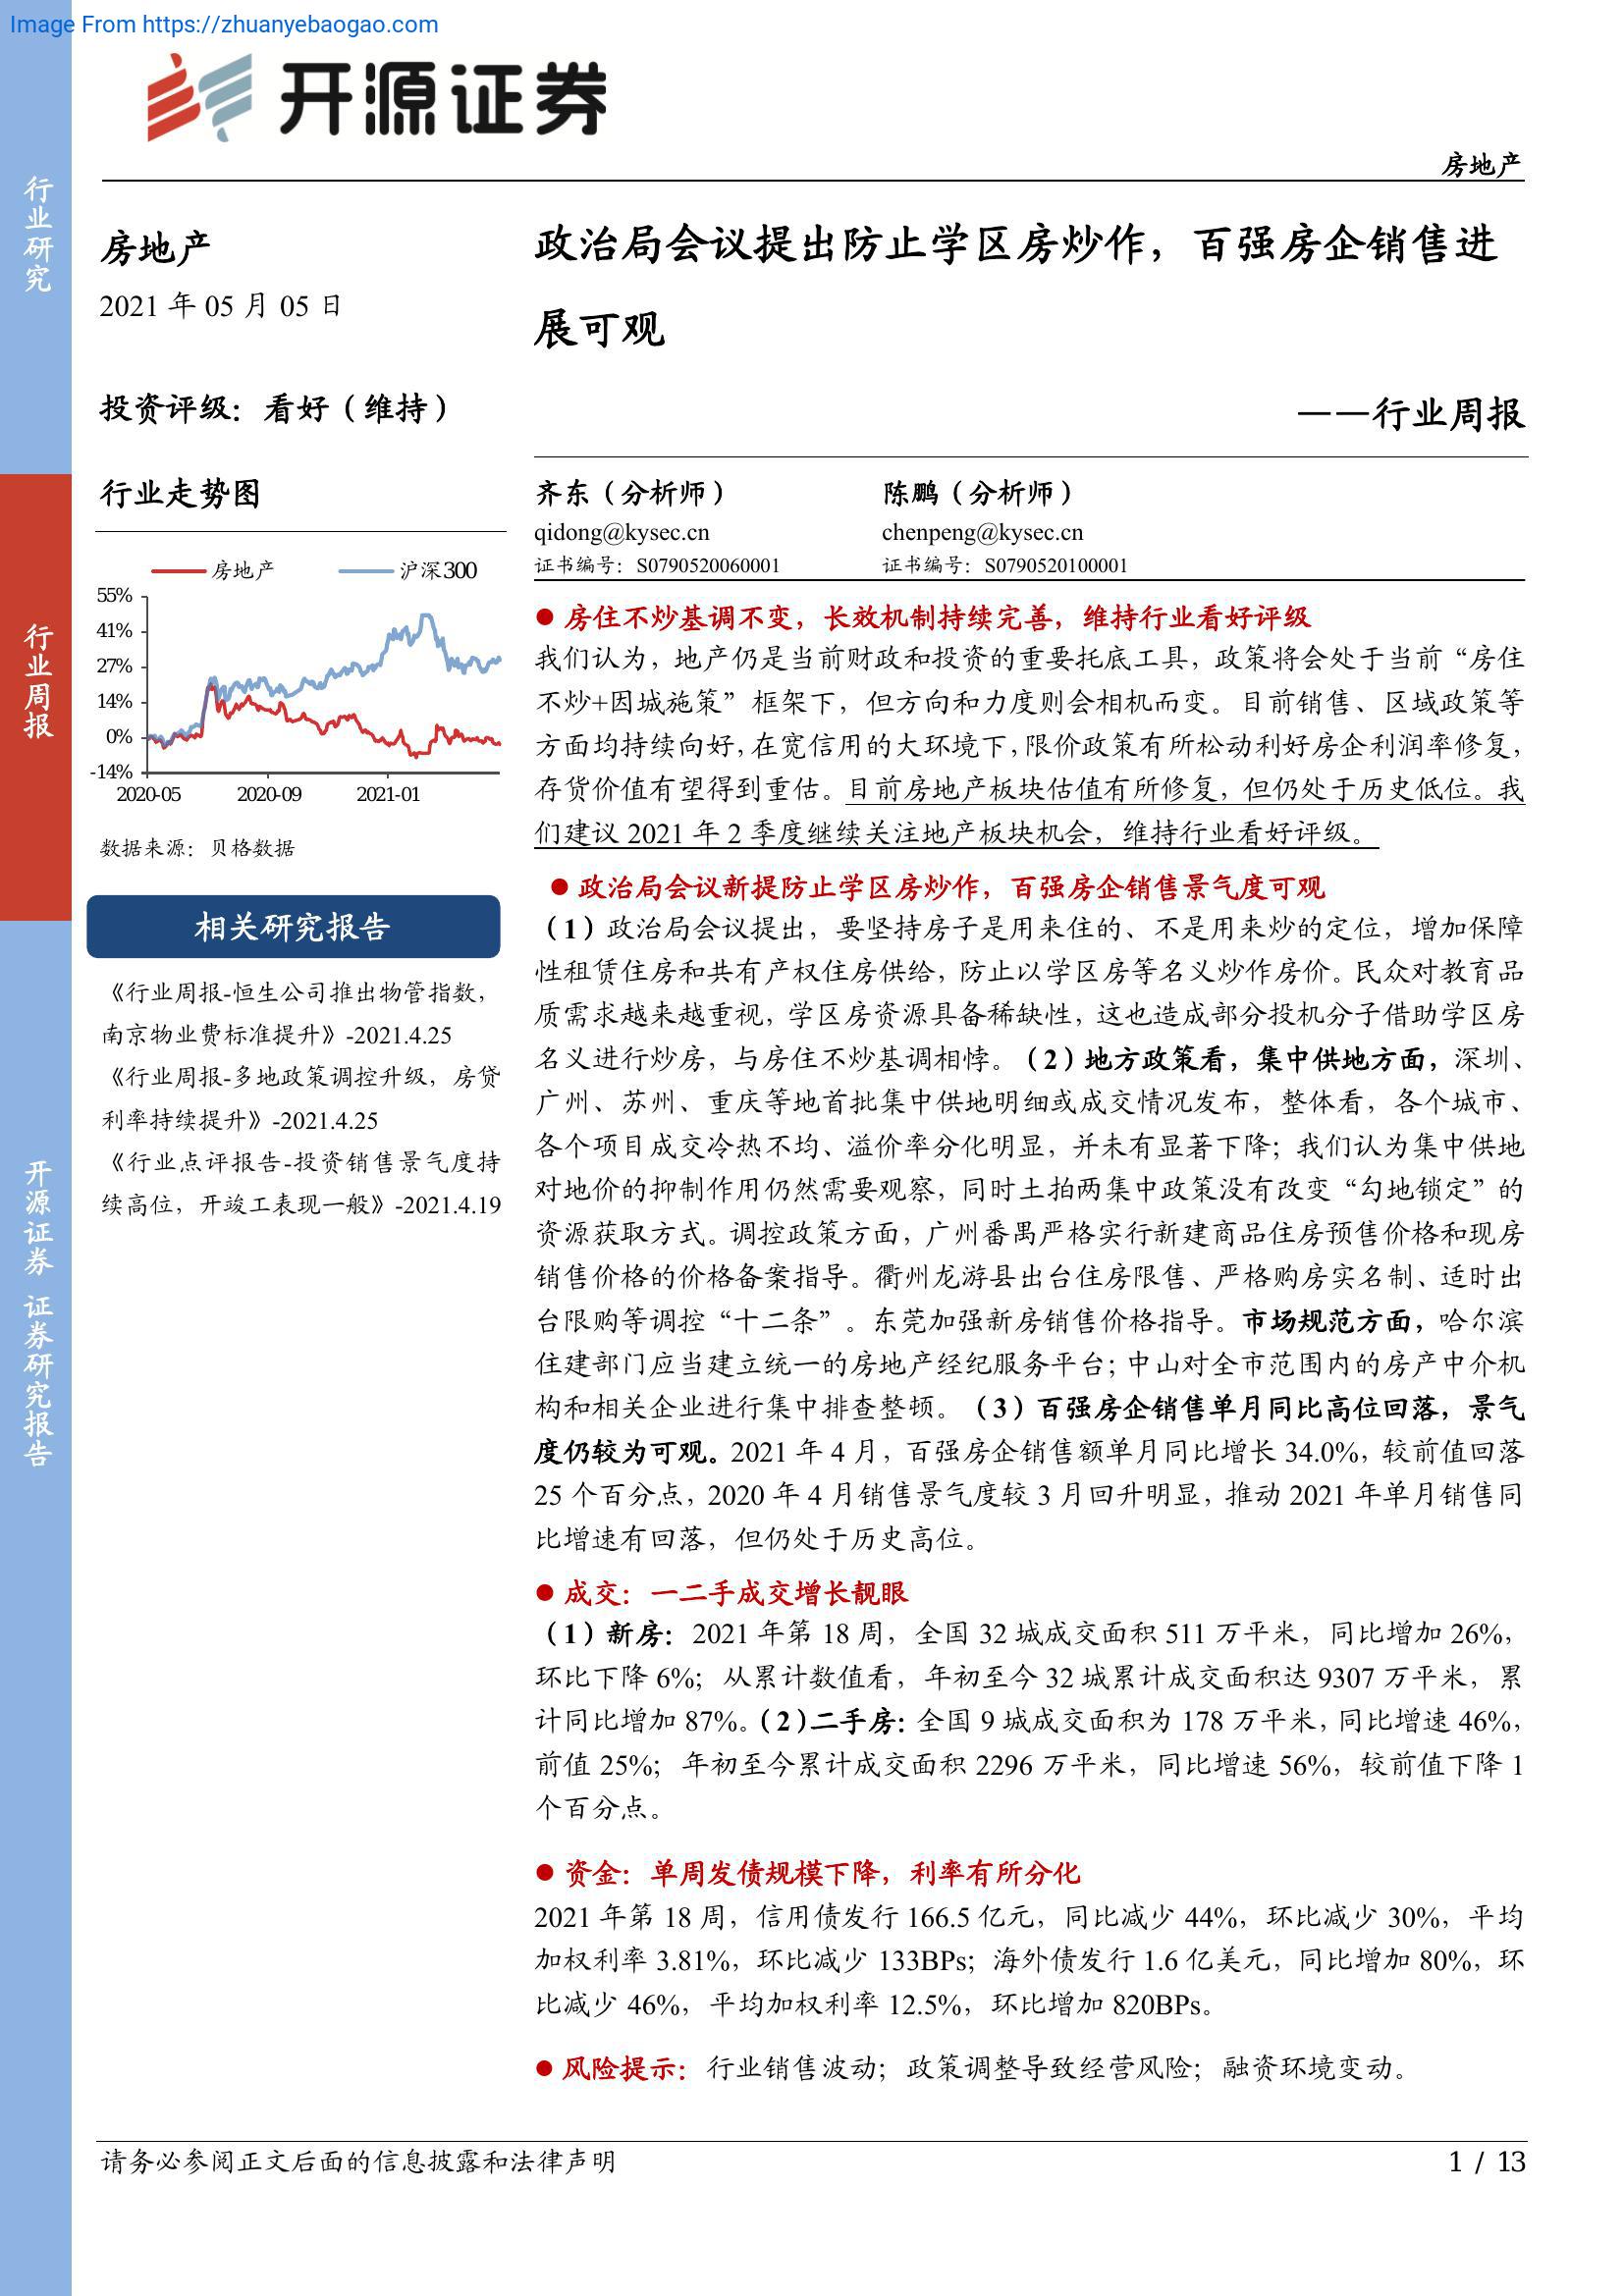 Image From https://zhuanyebaogao.com
开源证券
房地产
行业研究
行业周报
开源证券 证券研究报告
房地产
2021 年 05 月 05 日
投资评级：看好（维持）
行业走势图
房地产 沪深300
55%
41%
27%
14%
0%
-14%
2020-05 2020-09 2021-01
数据来源：贝格数据
相关研究报告
《行业周报-恒生公司推出物管指数，
南京物业费标准提升》-2021.4.25
《行业周报-多地政策调控升级，房贷
利率持续提升》-2021.4.25
《行业点评报告-投资销售景气度持
续高位，开竣工表现一般》-2021.4.19
政治局会议提出防止学区房炒作，百强房企销售进
展可观
——行业周报
齐东（分析师） 陈鹏（分析师）
qidong@kysec.cn chenpeng@kysec.cn
证书编号：S0790520060001 证书编号：S0790520100001
● 房住不炒基调不变，长效机制持续完善，维持行业看好评级
我们认为，地产仍是当前财政和投资的重要托底工具，政策将会处于当前“房住
不炒+因城施策”框架下，但方向和力度则会相机而变。目前销售、区域政策等
方面均持续向好，在宽信用的大环境下，限价政策有所松动利好房企利润率修复，
存货价值有望得到重估。目前房地产板块估值有所修复，但仍处于历史低位。我
们建议 2021 年 2 季度继续关注地产板块机会，维持行业看好评级。
● 政治局会议新提防止学区房炒作，百强房企销售景气度可观
（1）政治局会议提出，要坚持房子是用来住的、不是用来炒的定位，增加保障
性租赁住房和共有产权住房供给，防止以学区房等名义炒作房价。民众对教育品
质需求越来越重视，学区房资源具备稀缺性，这也造成部分投机分子借助学区房
名义进行炒房，与房住不炒基调相悖。（2）地方政策看，集中供地方面，深圳、
广州、苏州、重庆等地首批集中供地明细或成交情况发布，整体看，各个城市、
各个项目成交冷热不均、溢价率分化明显，并未有显著下降；我们认为集中供地
对地价的抑制作用仍然需要观察，同时土拍两集中政策没有改变“勾地锁定”的
资源获取方式。调控政策方面，广州番禺严格实行新建商品住房预售价格和现房
销售价格的价格备案指导。衢州龙游县出台住房限售、严格购房实名制、适时出
台限购等调控“十二条”。东莞加强新房销售价格指导。市场规范方面，哈尔滨
住建部门应当建立统一的房地产经纪服务平台；中山对全市范围内的房产中介机
构和相关企业进行集中排查整顿。（3）百强房企销售单月同比高位回落，景气
度仍较为可观。2021 年 4 月，百强房企销售额单月同比增长 34.0%，较前值回落
25 个百分点，2020 年 4 月销售景气度较 3 月回升明显，推动 2021 年单月销售同
比增速有回落，但仍处于历史高位。
● 成交：一二手成交增长靓眼
（1）新房：2021 年第 18 周，全国 32 城成交面积 511 万平米，同比增加 26%，
环比下降 6%；从累计数值看，年初至今 32 城累计成交面积达 9307 万平米，累
计同比增加 87%。（2）二手房：全国 9 城成交面积为 178 万平米，同比增速 46%，
前值 25%；年初至今累计成交面积 2296 万平米，同比增速 56%，较前值下降 1
个百分点。
● 资金：单周发债规模下降，利率有所分化
2021 年第 18 周，信用债发行 166.5 亿元，同比减少 44%，环比减少 30%，平均
加权利率 3.81%，环比减少 133BPs；海外债发行 1.6 亿美元，同比增加 80%，环
比减少 46%，平均加权利率 12.5%，环比增加 820BPs。
● 风险提示：行业销售波动；政策调整导致经营风险；融资环境变动。
请务必参阅正文后面的信息披露和法律声明 1 / 13